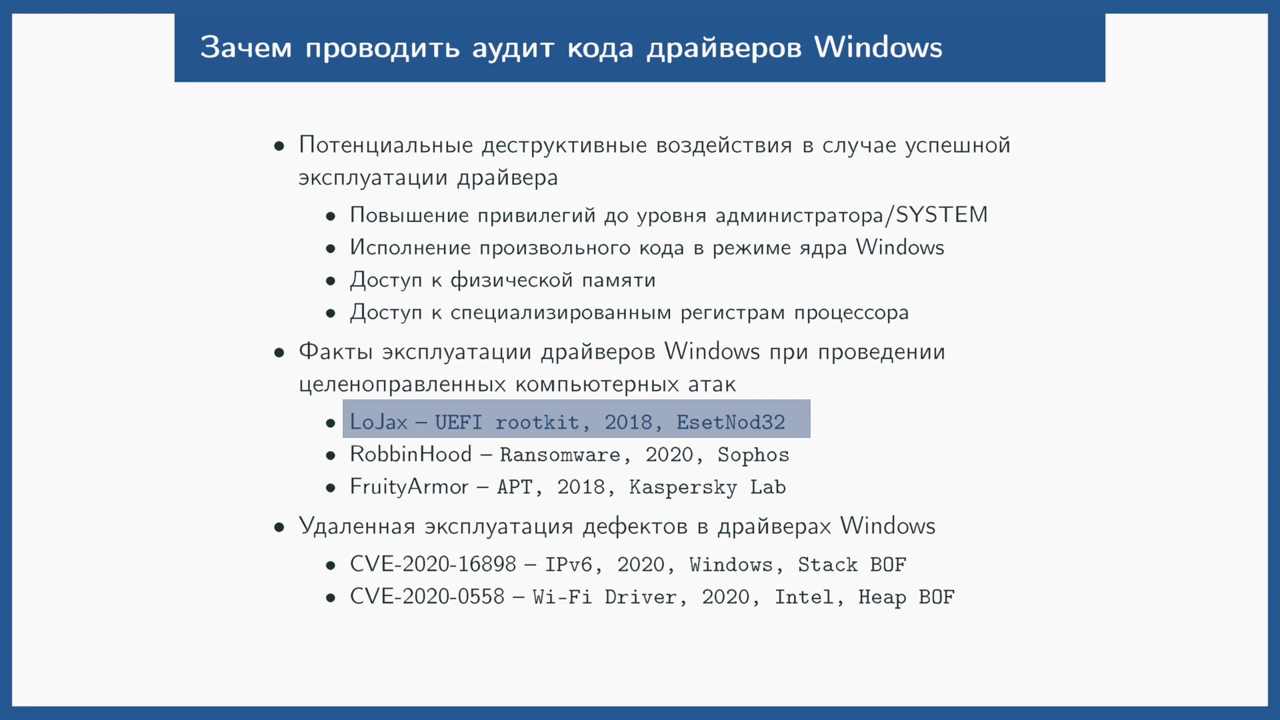 Зачем проводить аудит кода драйверов Windows
• Потенциальные деструктивные воздействия в случае успешной
эксплуатации драйвера
• Повышение привилегий до уровня администратора/SYSTEM
• Исполнение произвольного кода в режиме ядра Windows
• Доступ к физической памяти
• Доступ к специализированным регистрам процессора
• Факты эксплуатации драйверов Windows при проведении
целеноправленных компьютерных атак
• LoJax – UEFI rootkit, 2018, EsetNod32
• RobbinHood – Ransomware, 2020, Sophos
• FruityArmor – APT, 2018, Kaspersky Lab
• Удаленная эксплуатация дефектов в драйверах Windows
• CVE-2020-16898 – IPv6, 2020, Windows, Stack BOF
• CVE-2020-0558 – Wi-Fi Driver, 2020, Intel, Heap BOF